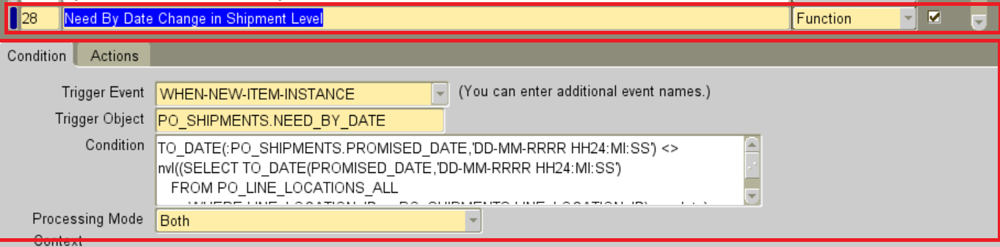 28 Need By Date Change in Shipment Level Function
Condition Actions
Trigger Event WHEN-NEW-ITEM-INSTANCE (You can enter additional event names.)
Trigger Object PO_SHIPMENTS.NEED_BY_DATE
Condition TO_DATE(:PO_SHIPMENTS.PROMISED_DATE,'DD-MM-RRRR HH24:MI:SS') <>
nvl((SELECT TO_DATE(PROMISED_DATE,'DD-MM-RRRR HH24:MI:SS')
FROM PO_LINE_LOCATIONS_ALL
Processing Mode Both
Context